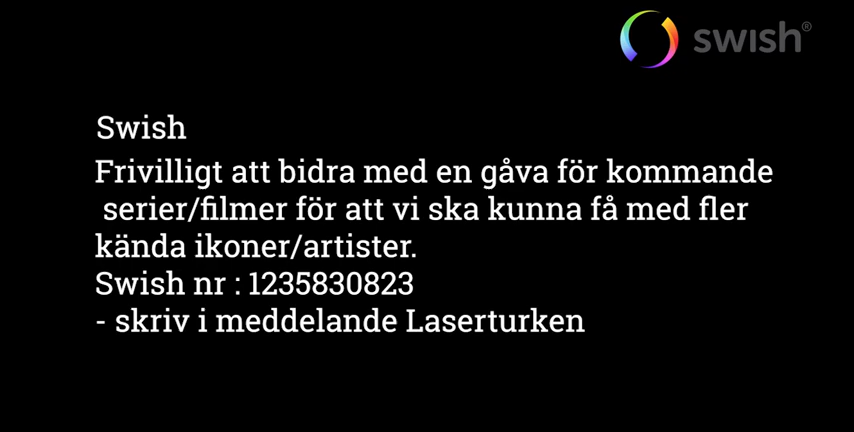 swish®
Swish
Frivilligt att bidra med en gåva för kommande
serier/filmer för att vi ska kunna få med fler
kända ikoner/artister.
Swish nr : 1235830823
- skriv i meddelande Laserturken